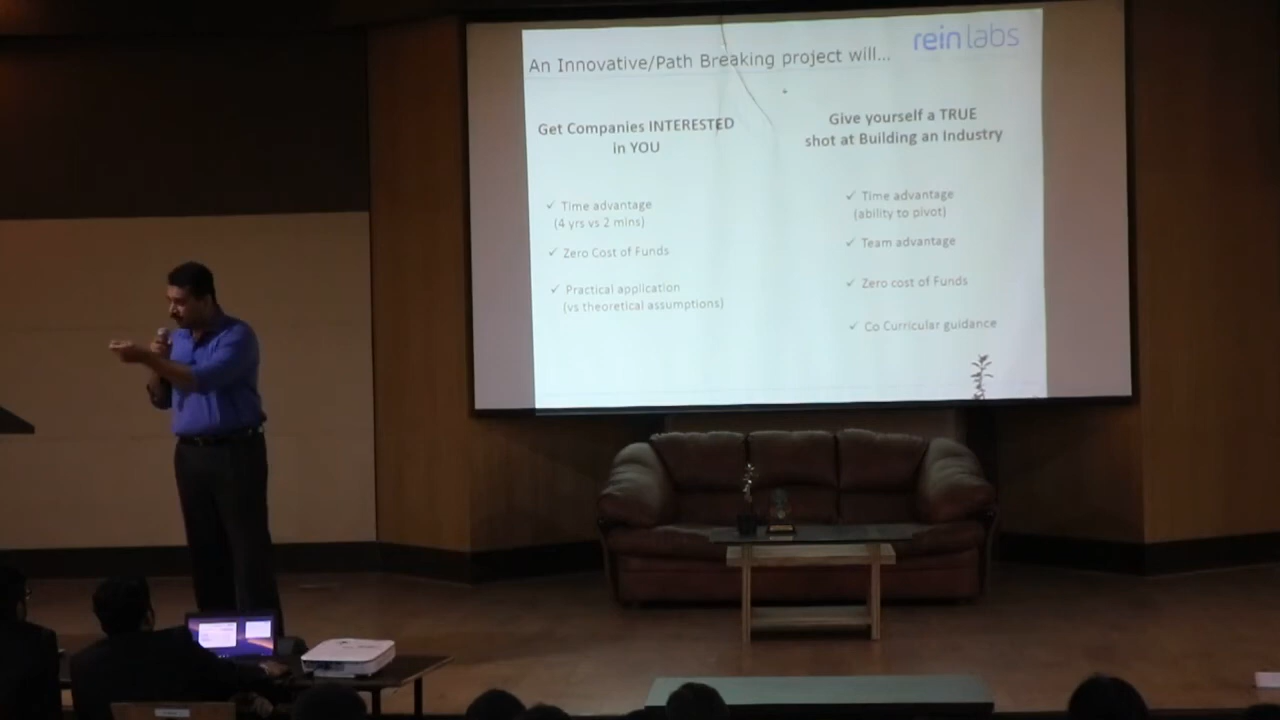 rein labs
An Innovative/Path Breaking project will...
Get Companies INTERESTED
in YOU
✓ Time advantage
(4 yrs vs 2 mins)
✓ Zero Cost of Funds
✓ Practical application
(vs theoretical assumptions)
Give yourself a TRUE
shot at Building an Industry
✓ Time advantage
(ability to pivot)
✓ Team advantage
✓ Zero cost of Funds
✓ Co Curricular guidance